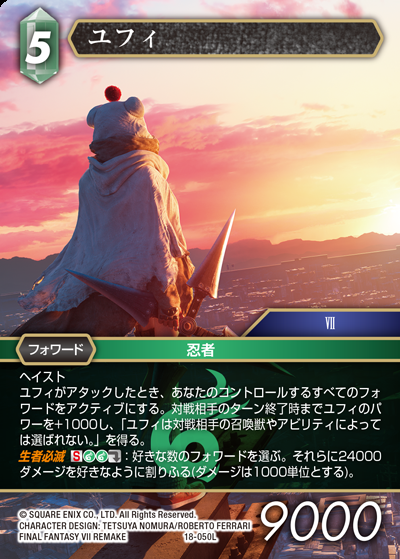 5
ユフィ
VII
フォワード
忍者
ヘイスト
ユフィがアタックしたとき、あなたのコントロールするすべてのフォ
ワードをアクティブにする。対戦相手のターン終了時までユフィのパ
ワーを+1000し、「ユフィは対戦相手の召喚獣やアビリティによって
は選ばれない。」を得る。
生者必滅 S : 好きな数のフォワードを選ぶ。それらに24000
ダメージを好きなように割りふる(ダメージは1000単位とする)。
© SQUARE ENIX CO., LTD. All Rights Reserved.
CHARACTER DESIGN: TETSUYA NOMURA/ROBERTO FERRARI
FINAL FANTASY VII REMAKE 18-050L
9000